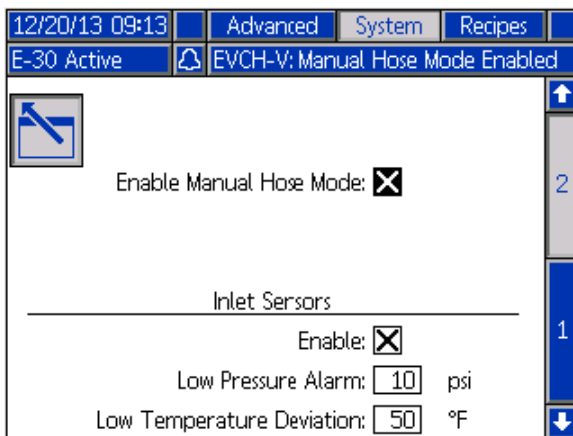 12/20/13 09:13 Advanced System Recipes
E-30 Active EVCH-V: Manual Hose Mode Enabled
Enable Manual Hose Mode:
2
Inlet Sensors
Enable:
1
Low Pressure Alarm: 10 psi
Low Temperature Deviation: 50 °F